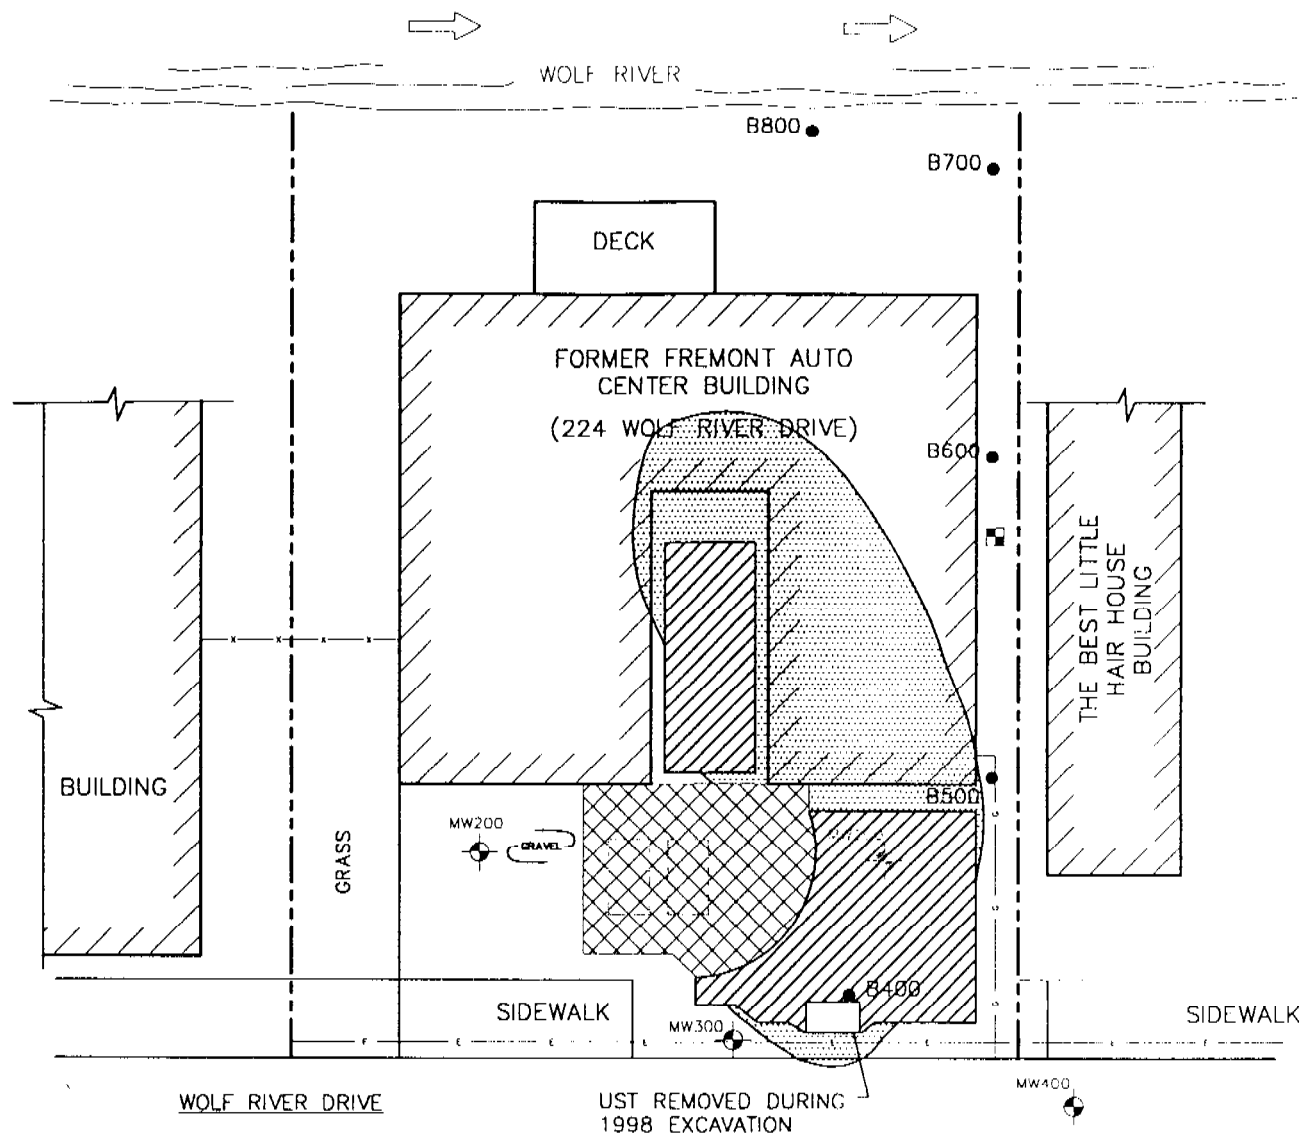 WOLF RIVER
B800
B700
DECK
FORMER FREMONT AUTO
CENTER BUILDING
(224 WOLF RIVER DRIVE)
B600
THE BEST LITTLE
HAIR HOUSE
BUILDING
x x x x
BUILDING
B500
MW200
GRAVEL
GRASS
G
G
G
B400
SIDEWALK
SIDEWALK
MW300
E E E E E E E
MW400
WOLF RIVER DRIVE
UST REMOVED DURING
1998 EXCAVATION